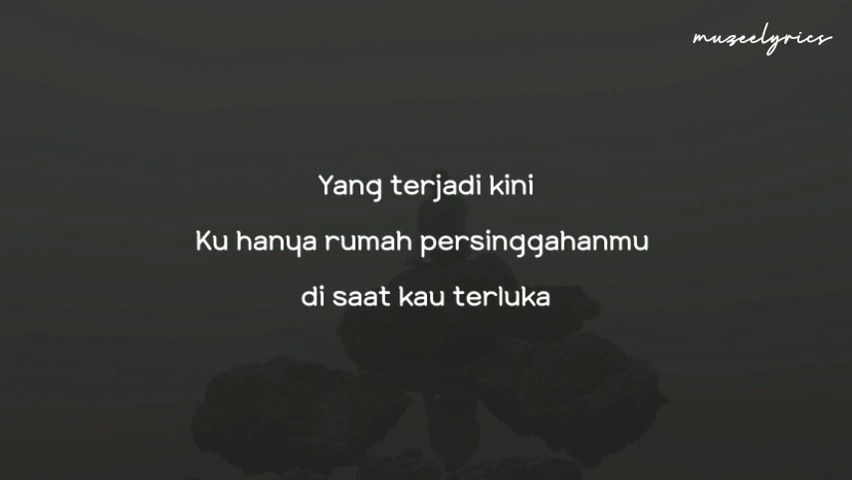 muzeelyrics
Yang terjadi kini
Ku hanya rumah persinggahanmu
di saat kau terluka